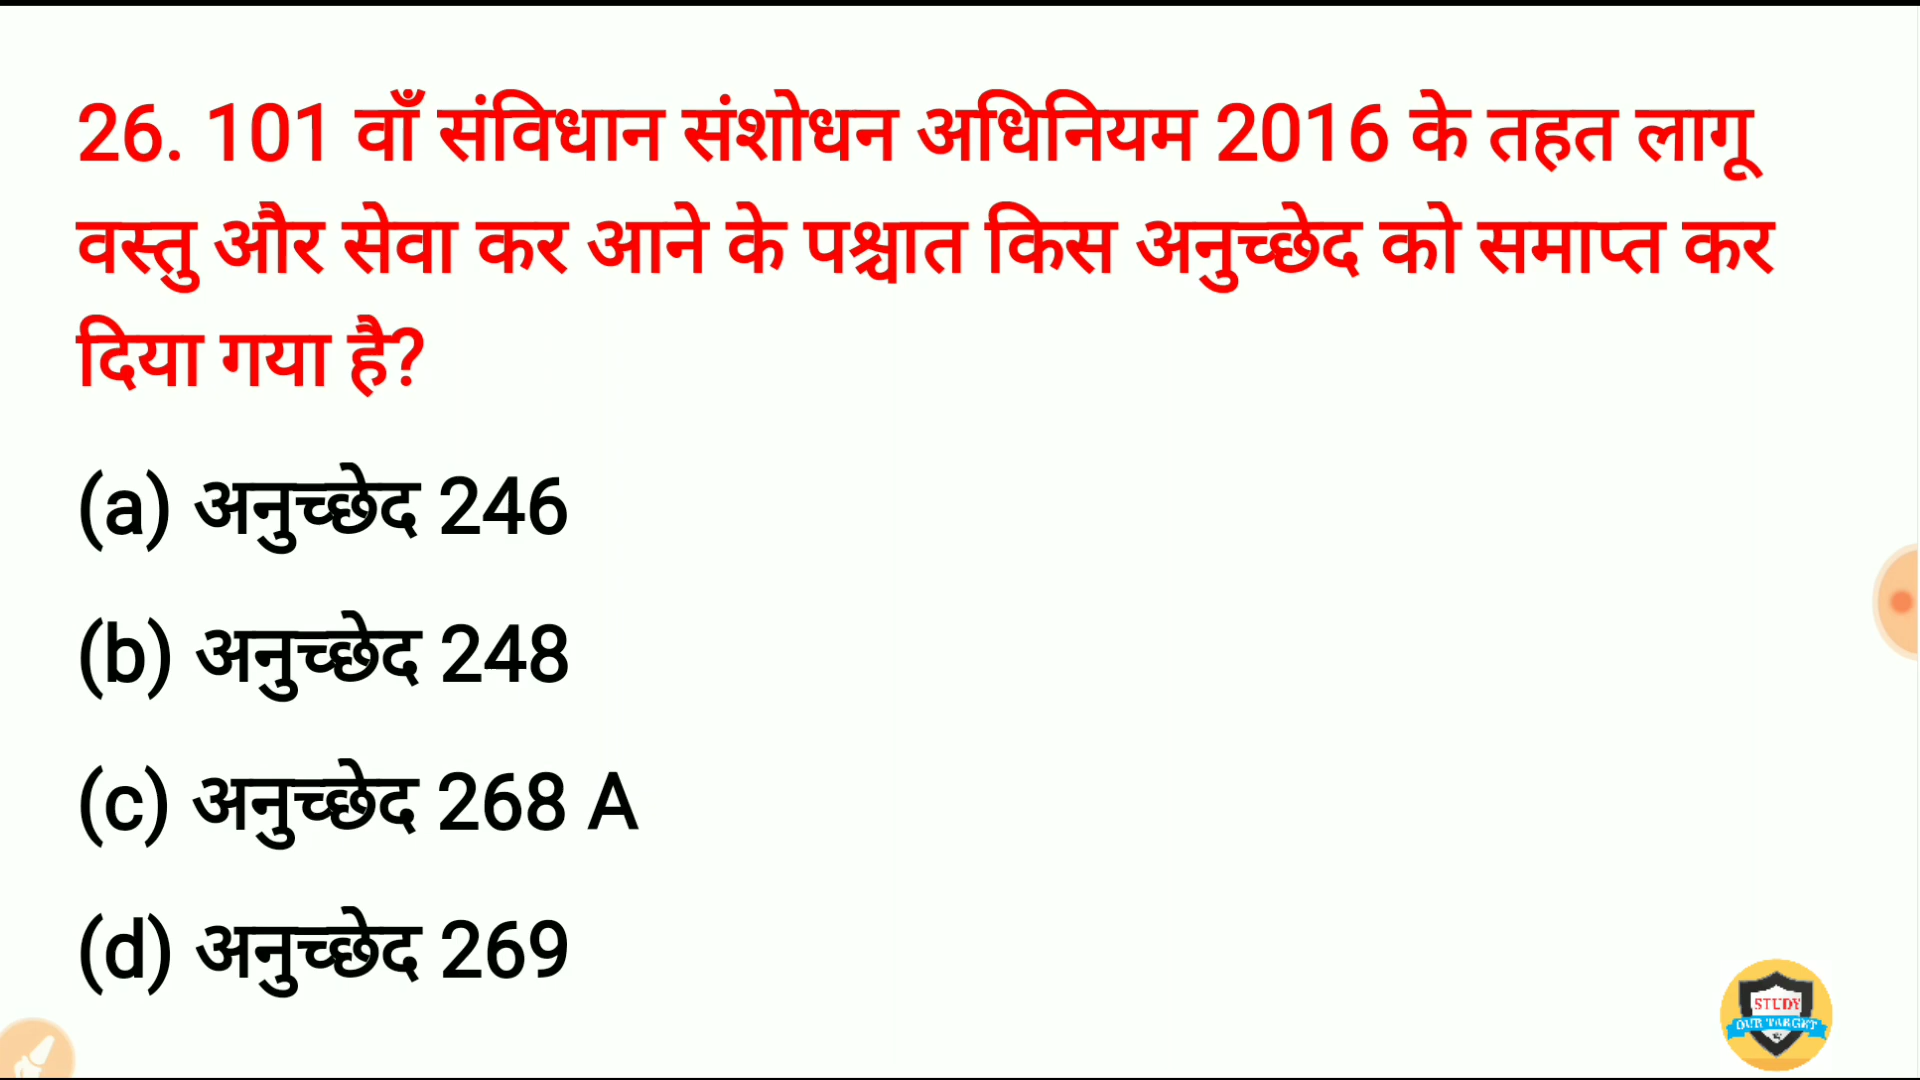 26. 101 वाँ संविधान संशोधन अधिनियम 2016 के तहत लागू
वस्तु और सेवा कर आने के पश्चात किस अनुच्छेद को समाप्त कर
दिया गया है?
(a) अनुच्छेद 246
(b) अनुच्छेद 248
(c) अनुच्छेद 268 A
(d) अनुच्छेद 269
STUDY
OUR TARGET